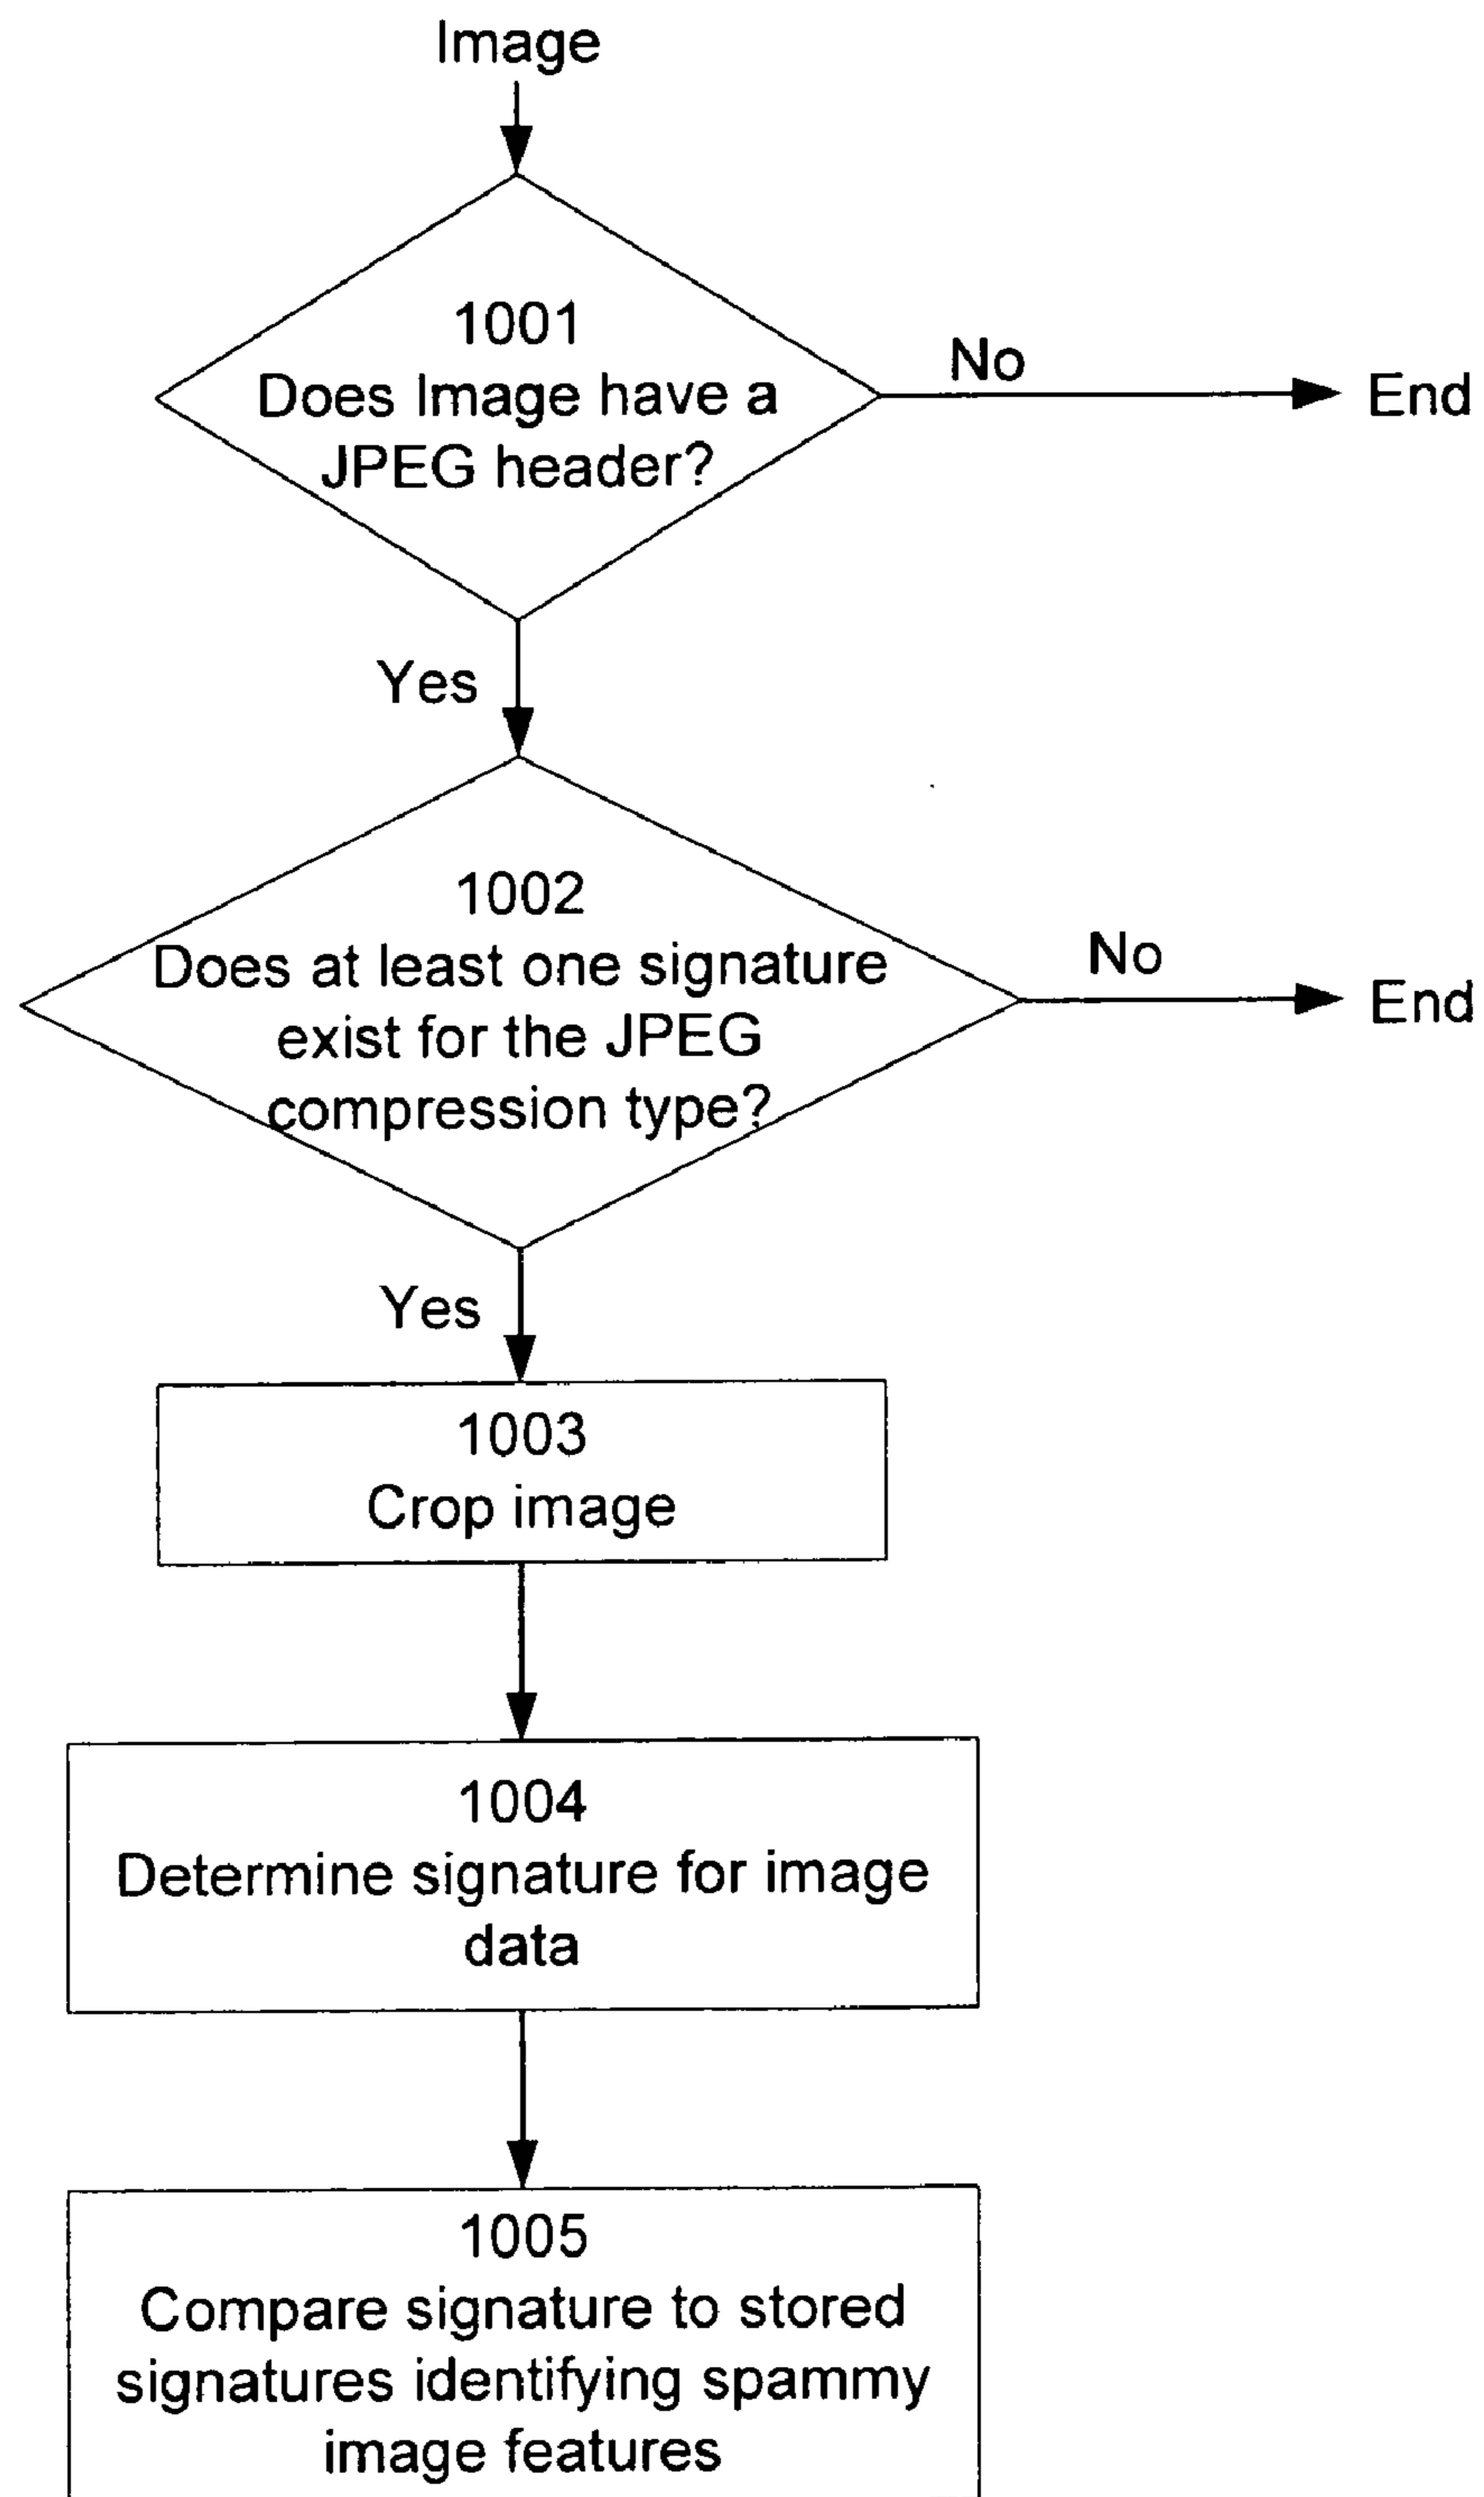 Image
1001
Does Image have a
JPEG header?
No
End
Yes
1002
Does at least one signature
exist for the JPEG
compression type?
No
End
Yes
1003
Crop image
1004
Determine signature for image
data
1005
Compare signature to stored
signatures identifying spammy
image features